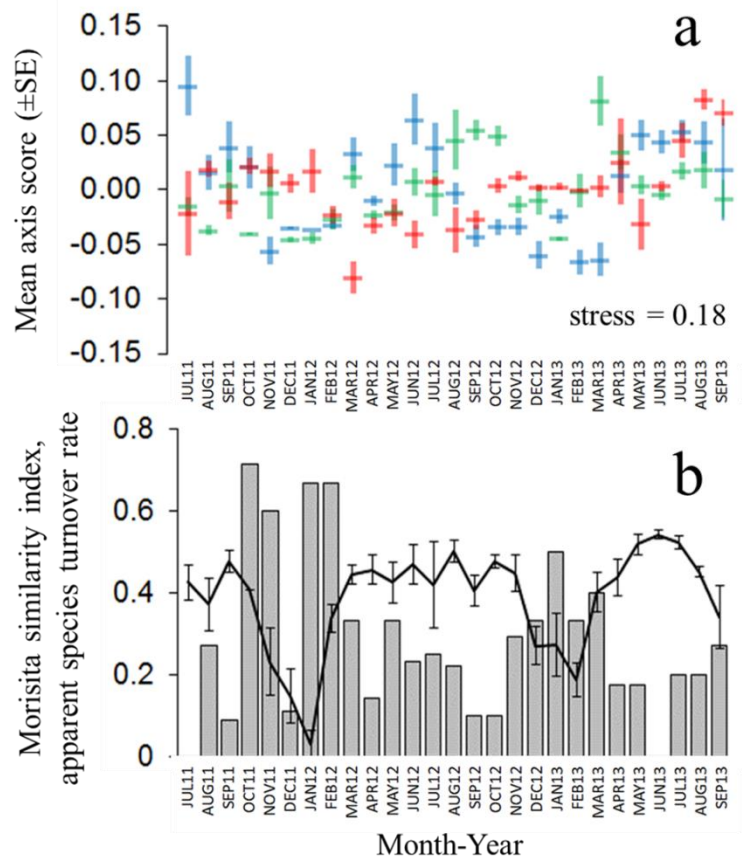 a
Mean axis score (±SE)
0.15
0.10
0.05
0.00
-0.05
-0.10
-0.15
stress = 0.18
JUL11
AUG11
SEP11
OCT11
NOV11
DEC11
JAN12
FEB12
MAR12
APR12
MAY12
JUN12
JUL12
AUG12
SEP12
OCT12
NOV12
DEC12
JAN13
FEB13
MAR13
APR13
MAY13
JUN13
JUL13
AUG13
SEP13
b
Morisita similarity index,
apparent species turnover rate
0.8
0.6
0.4
0.2
0
JUL11
AUG11
SEP11
OCT11
NOV11
DEC11
JAN12
FEB12
MAR12
APR12
MAY12
JUN12
JUL12
AUG12
SEP12
OCT12
NOV12
DEC12
JAN13
FEB13
MAR13
APR13
MAY13
JUN13
JUL13
AUG13
SEP13
Month-Year